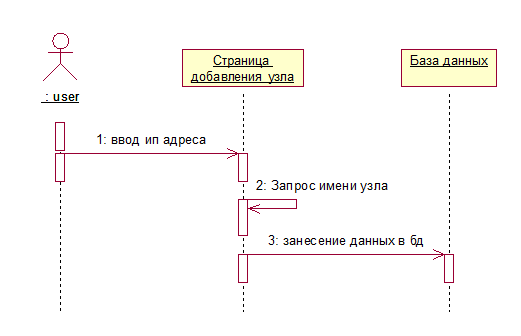 Страница
добавления узла
База данных
: user
1: ввод ип адреса
2: Запрос имени узла
3: занесение данных в бд